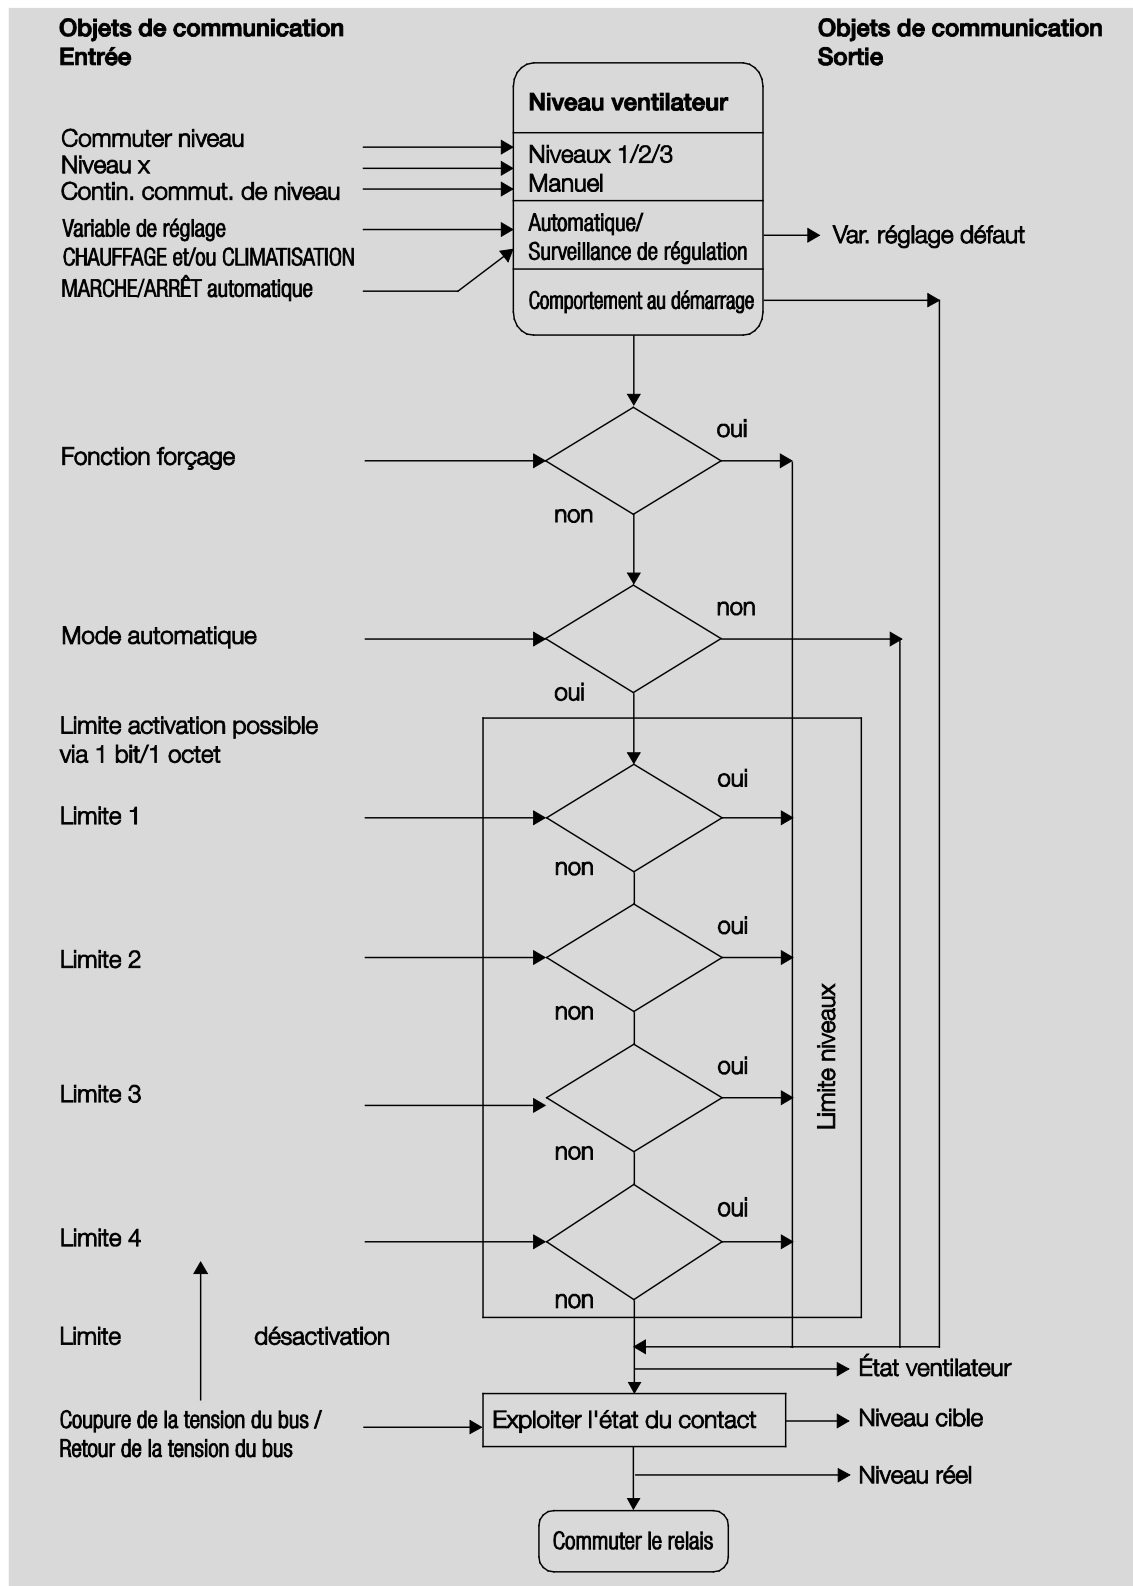 Objets de communication
Entrée
Objets de communication
Sortie
Niveau ventilateur
Commuter niveau
Niveau x
Contin. commut. de niveau
Niveaux 1/2/3
Manuel
Variable de réglage
CHAUFFAGE et/ou CLIMATISATION
MARCHE/ARRÊT automatique
Automatique/
Surveillance de régulation
Var. réglage défaut
Comportement au démarrage
oui
Fonction forçage
non
non
Mode automatique
oui
Limite activation possible
via 1 bit/1 octet
oui
Limite 1
non
oui
Limite 2
non
Limite niveaux
oui
Limite 3
non
oui
Limite 4
non
Limite désactivation
État ventilateur
Coupure de la tension du bus /
Retour de la tension du bus
Exploiter l'état du contact
Niveau cible
Niveau réel
Commuter le relais